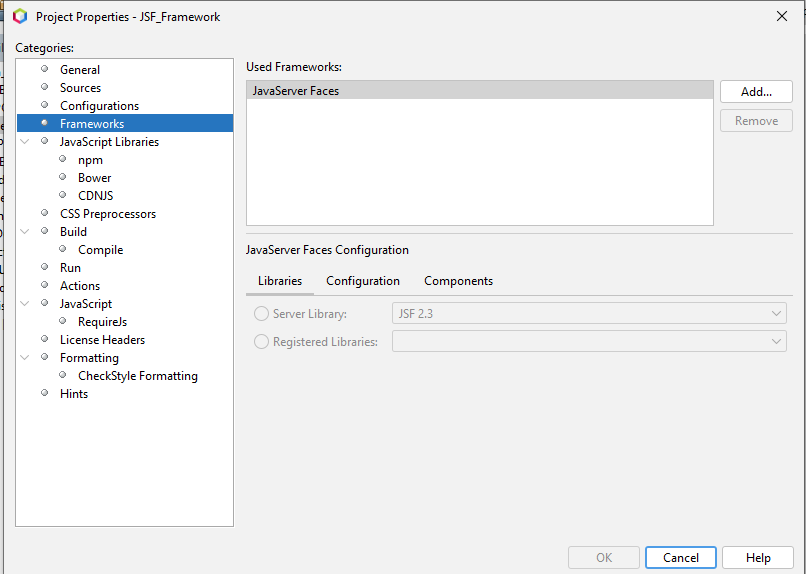 Project Properties - JSF_Framework
Categories:
General
Sources
Configurations
Frameworks
JavaScript Libraries
npm
Bower
CDNJS
CSS Preprocessors
Build
Compile
Run
Actions
JavaScript
RequireJs
License Headers
Formatting
CheckStyle Formatting
Hints
Used Frameworks:
JavaServer Faces
Add...
Remove
JavaServer Faces Configuration
Libraries Configuration Components
Server Library: JSF 2.3
Registered Libraries:
OK Cancel Help